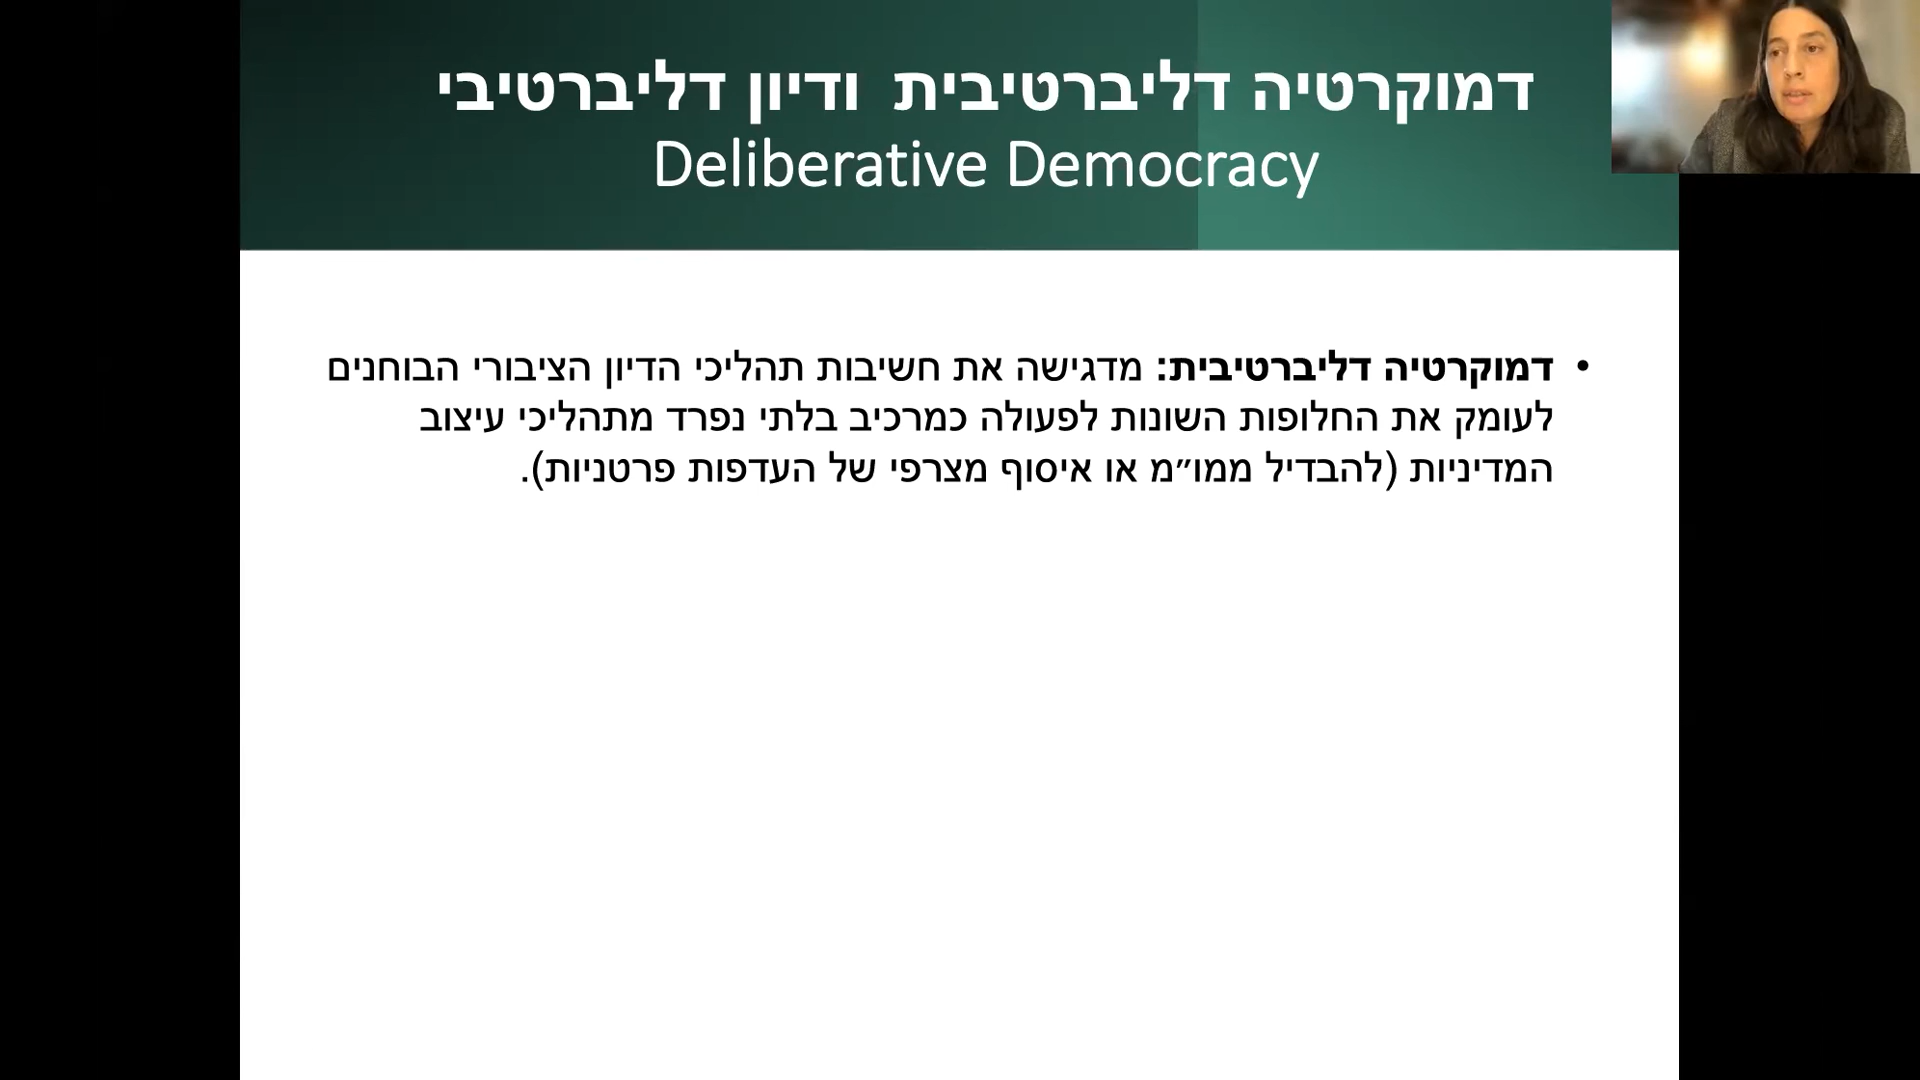 דמוקרטיה דליברטיבית ודיון דליברטיבי
Deliberative Democracy
• דמוקרטיה דליברטיבית: מדגישה את חשיבות תהליכי הדיון הציבורי הבוחנים
לעומק את החלופות השונות לפעולה כמרכיב בלתי נפרד מתהליכי עיצוב
המדיניות (להבדיל ממו״מ או איסוף מצרפי של העדפות פרטניות).